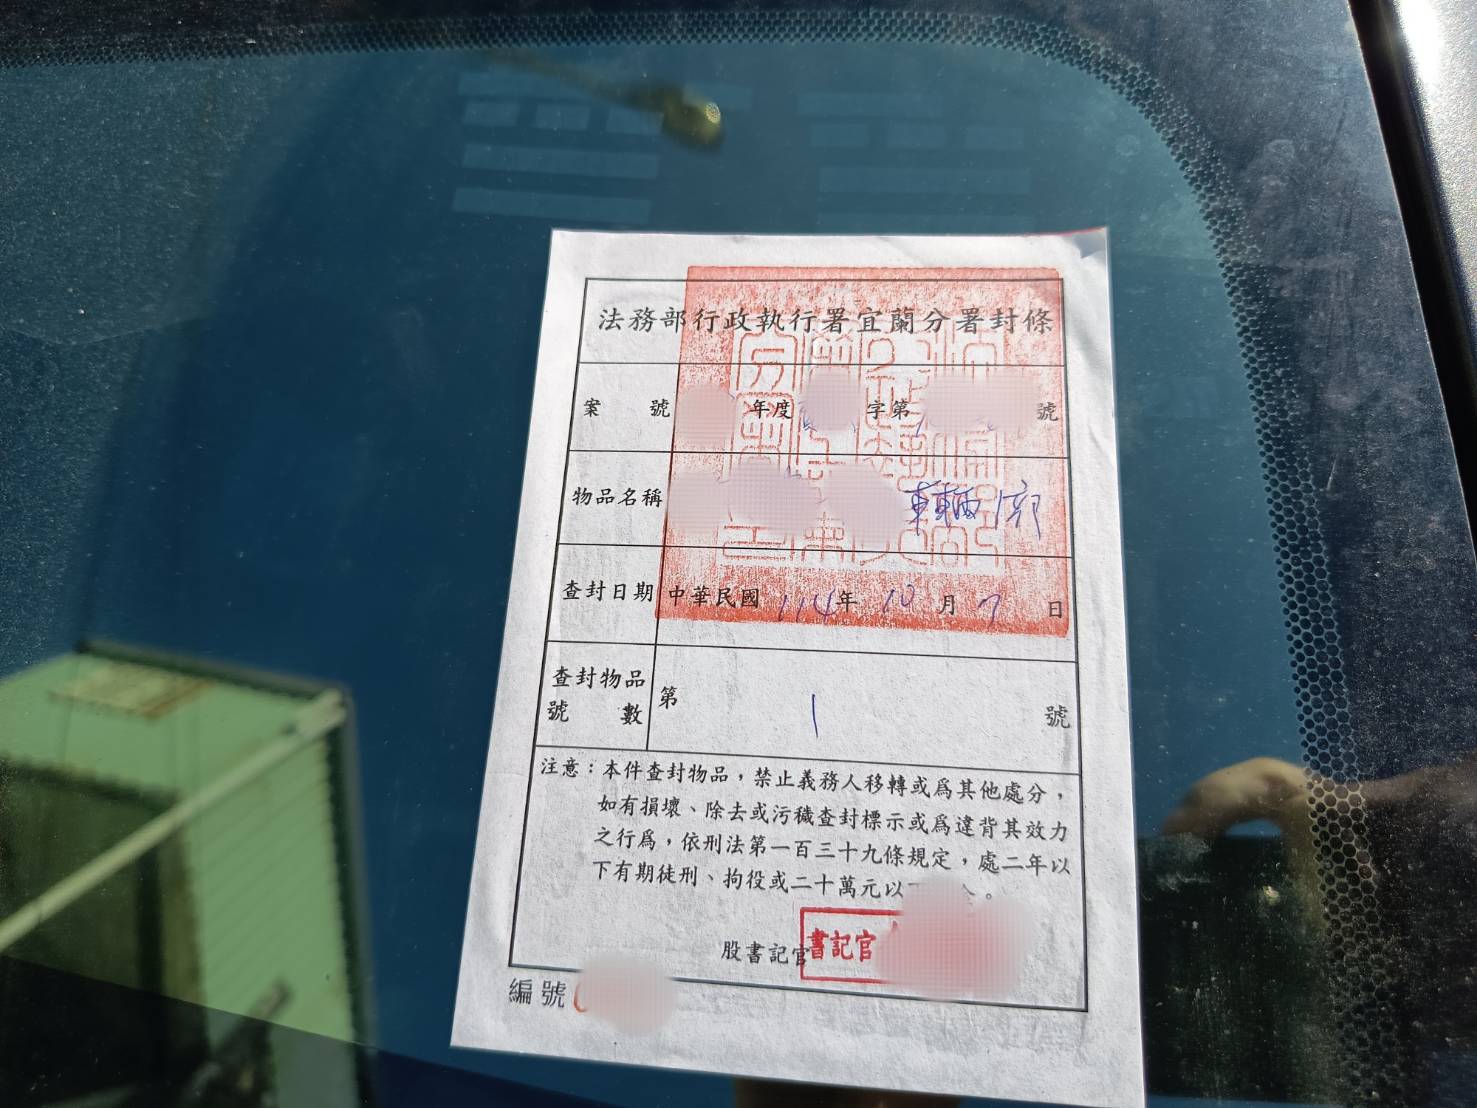 法務部行政執行署宜蘭分署封條
案號 年度 字第 號
物品名稱 車輛
查封日期 中華民國 114年 10月 7日
查封物品
號數 第 1 號
注意：本件查封物品，禁止義務人移轉或為其他處分，
如有損壞、除去或污穢查封標示或為違背其效力
之行為，依刑法第一百三十九條規定，處二年以
下有期徒刑、拘役或二十萬元以
股書記官 書記官
編號